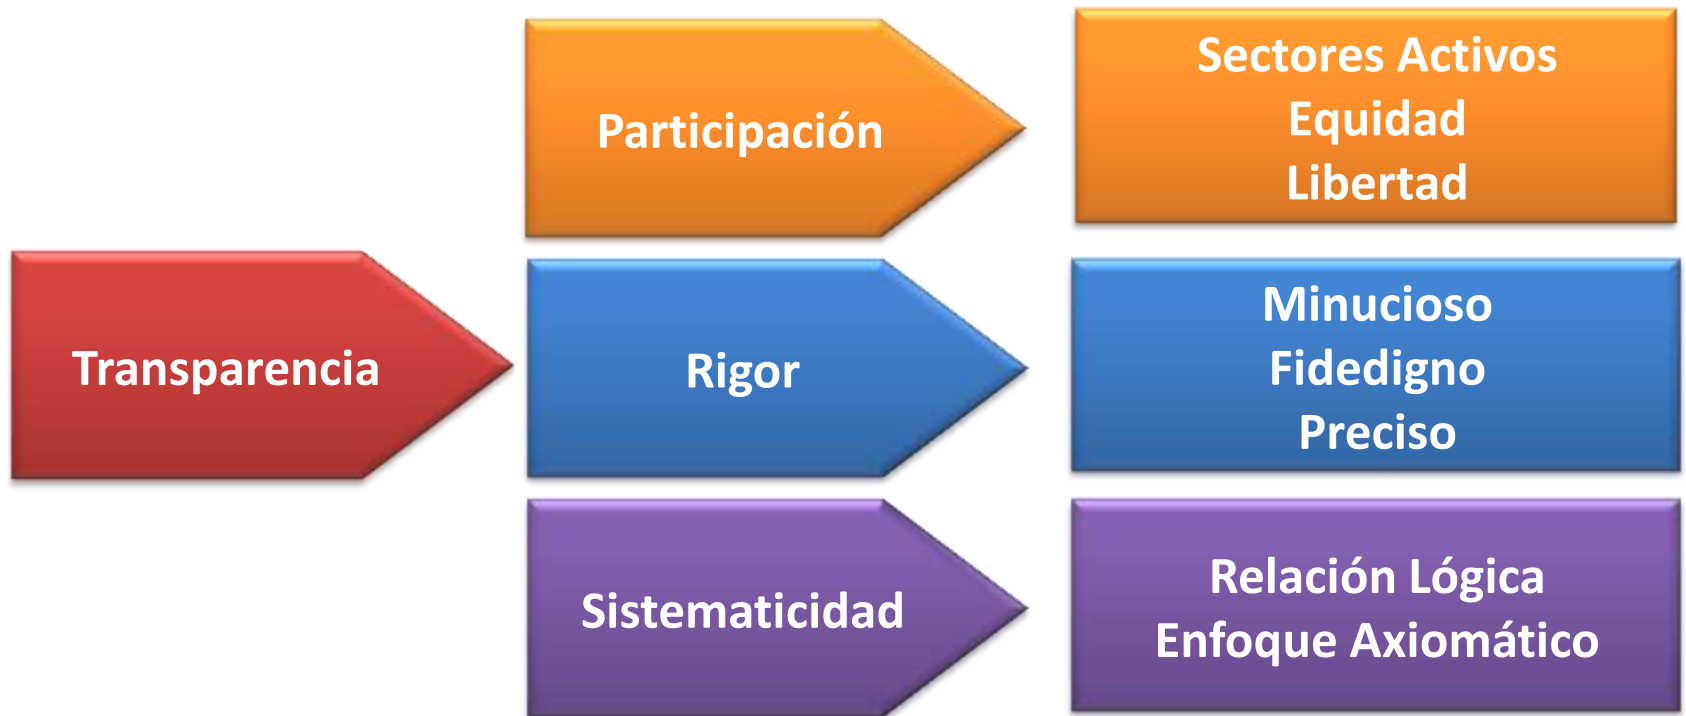 Transparencia
Participación
Sectores Activos
Equidad
Libertad
Rigor
Minucioso
Fidedigno
Preciso
Sistematicidad
Relación Lógica
Enfoque Axiomático